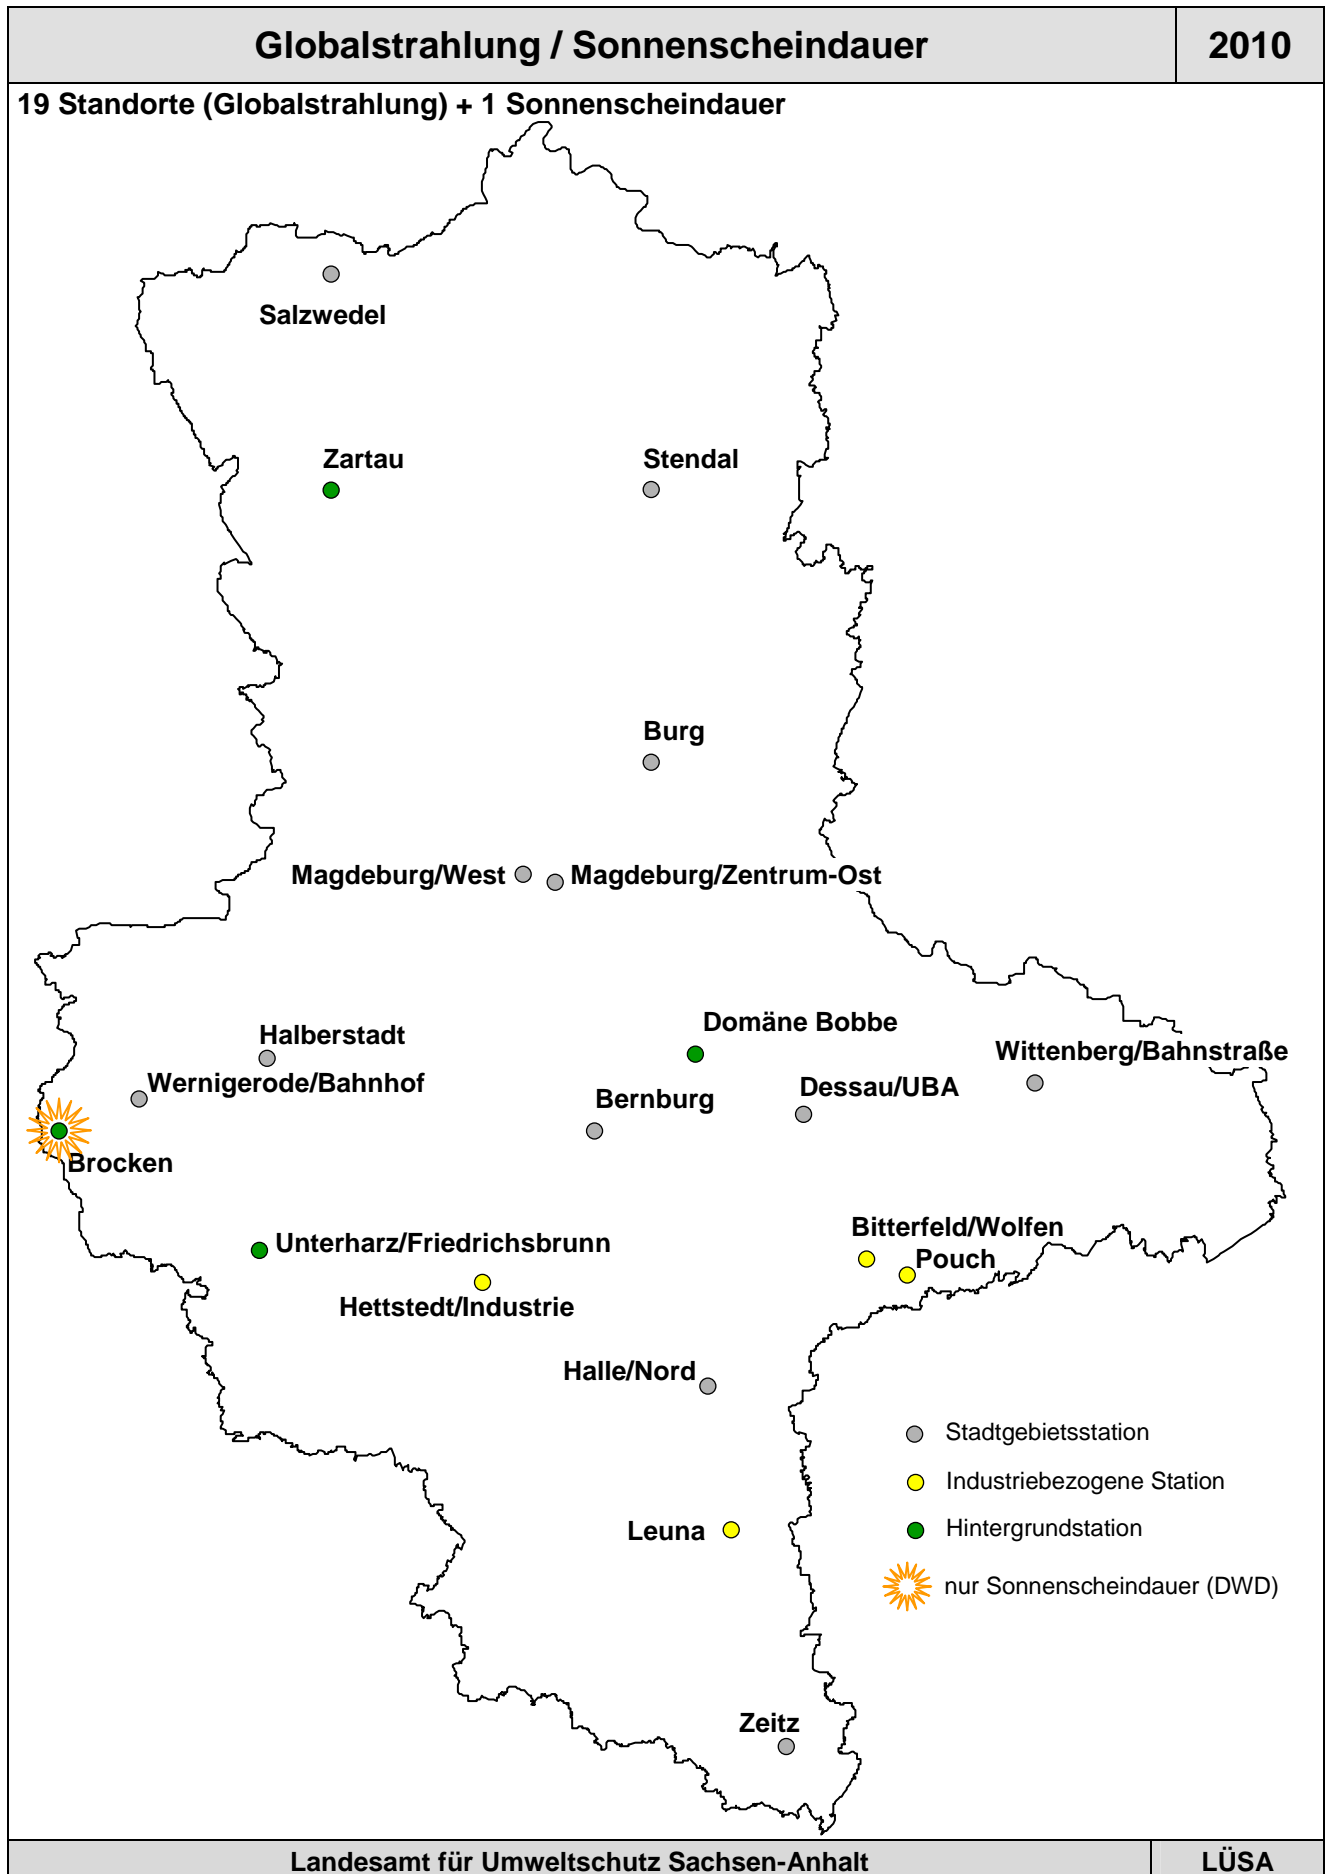 Globalstrahlung / Sonnenscheindauer
2010
19 Standorte (Globalstrahlung) + 1 Sonnenscheindauer
Salzwedel
Zartau
Stendal
Burg
Magdeburg/West
Magdeburg/Zentrum-Ost
Domäne Bobbe
Halberstadt
Wittenberg/Bahnstraße
Wernigerode/Bahnhof
Dessau/UBA
Bernburg
Brocken
Bitterfeld/Wolfen
Unterharz/Friedrichsbrunn
Pouch
Hettstedt/Industrie
Halle/Nord
Stadtgebietsstation
Industriebezogene Station
Hintergrundstation
Leuna
nur Sonnenscheindauer (DWD)
Zeitz
Landesamt für Umweltschutz Sachsen-Anhalt
LÜSA